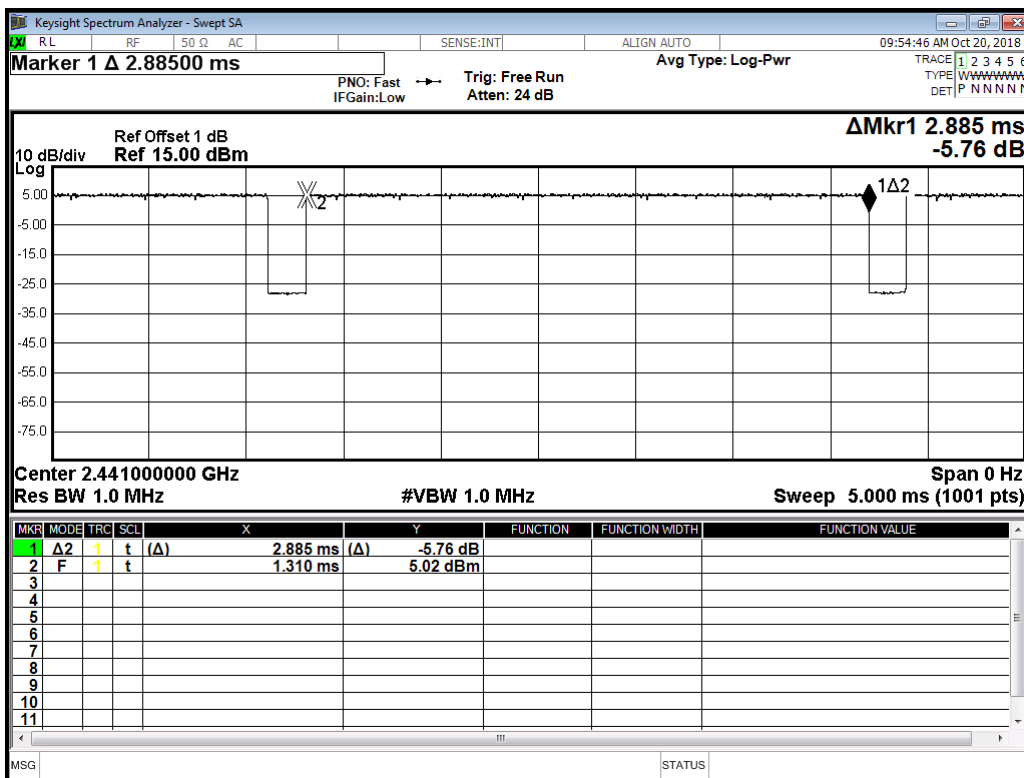 Keysight Spectrum Analyzer - Swept SA
LXI RL RF 50 Ω AC SENSE:INT ALIGN AUTO 09:54:46 AM Oct 20, 2018
Marker 1 Δ 2.88500 ms
PNO: Fast
IFGain:Low
Trig: Free Run
Atten: 24 dB
Avg Type: Log-Pwr
TRACE 1 2 3 4 5 6
TYPE WWWWWW
DET P N N N N N
ΔMkr1 2.885 ms
-5.76 dB
Ref Offset 1 dB
10 dB/div Ref 15.00 dBm
Log
5.00
-5.00
-15.0
-25.0
-35.0
-45.0
-55.0
-65.0
-75.0
2
1Δ2
Center 2.441000000 GHz Span 0 Hz
Res BW 1.0 MHz #VBW 1.0 MHz Sweep 5.000 ms (1001 pts)
MKR MODE TRC SCL X Y FUNCTION FUNCTION WIDTH FUNCTION VALUE
1 Δ2 1 t (Δ) 2.885 ms (Δ) -5.76 dB
2 F 1 t 1.310 ms 5.02 dBm
3
4
5
6
7
8
9
10
11
MSG STATUS